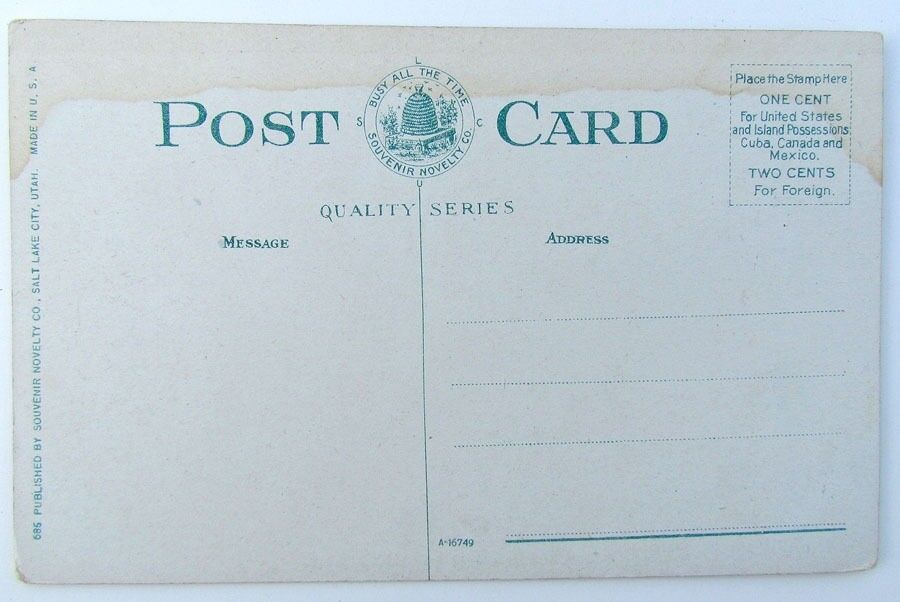 POST CARD
L
BUSY ALL THE TIME
S C
SOUVENIR NOVELTY CO.
U
Place the Stamp Here
ONE CENT
For United States
and Island Possessions,
Cuba, Canada and
Mexico.
TWO CENTS
For Foreign.
QUALITY SERIES
MESSAGE
ADDRESS
A-16749
685 PUBLISHED BY SOUVENIR NOVELTY CO., SALT LAKE CITY, UTAH. MADE IN U. S. A